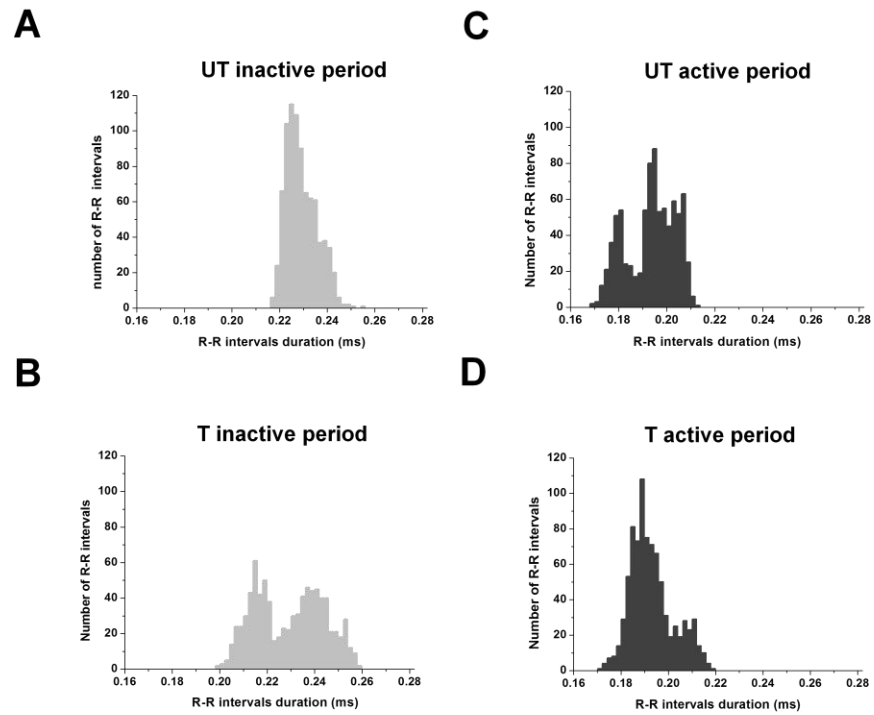 A
UT inactive period
number of R-R intervals
120
100
80
60
40
20
0
0.16 0.18 0.20 0.22 0.24 0.26 0.28
R-R intervals duration (ms)
C
UT active period
Number of R-R intervals
120
100
80
60
40
20
0
0.16 0.18 0.20 0.22 0.24 0.26 0.28
R-R intervals duration (ms)
B
T inactive period
Number of R-R intervals
120
100
80
60
40
20
0
0.16 0.18 0.20 0.22 0.24 0.26 0.28
R-R intervals duration (ms)
D
T active period
Number of R-R intervals
120
100
80
60
40
20
0
0.16 0.18 0.20 0.22 0.24 0.26 0.28
R-R intervals duration (ms)